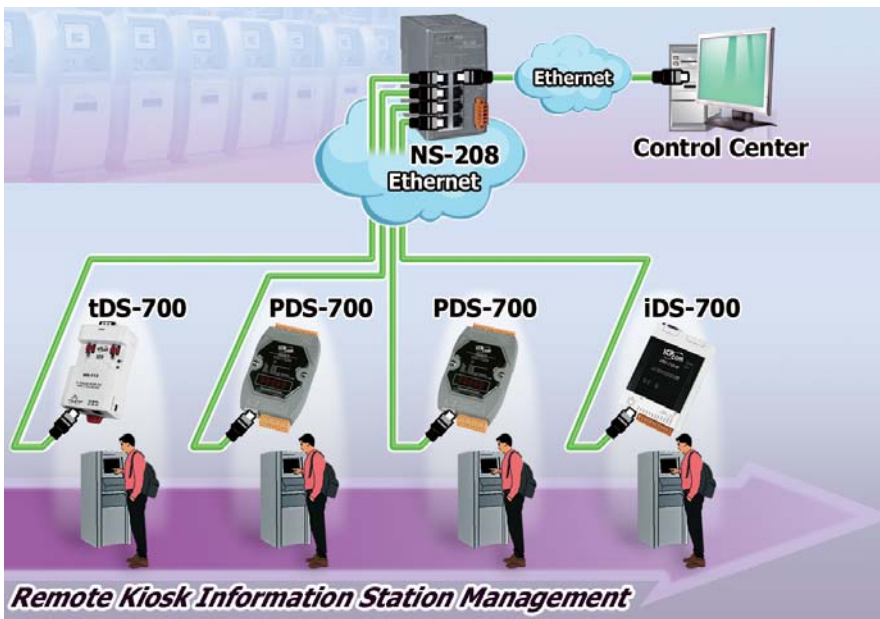 Ethernet
NS-208
Ethernet
Control Center
tDS-700
PDS-700
PDS-700
iDS-700
Remote Kiosk Information Station Management